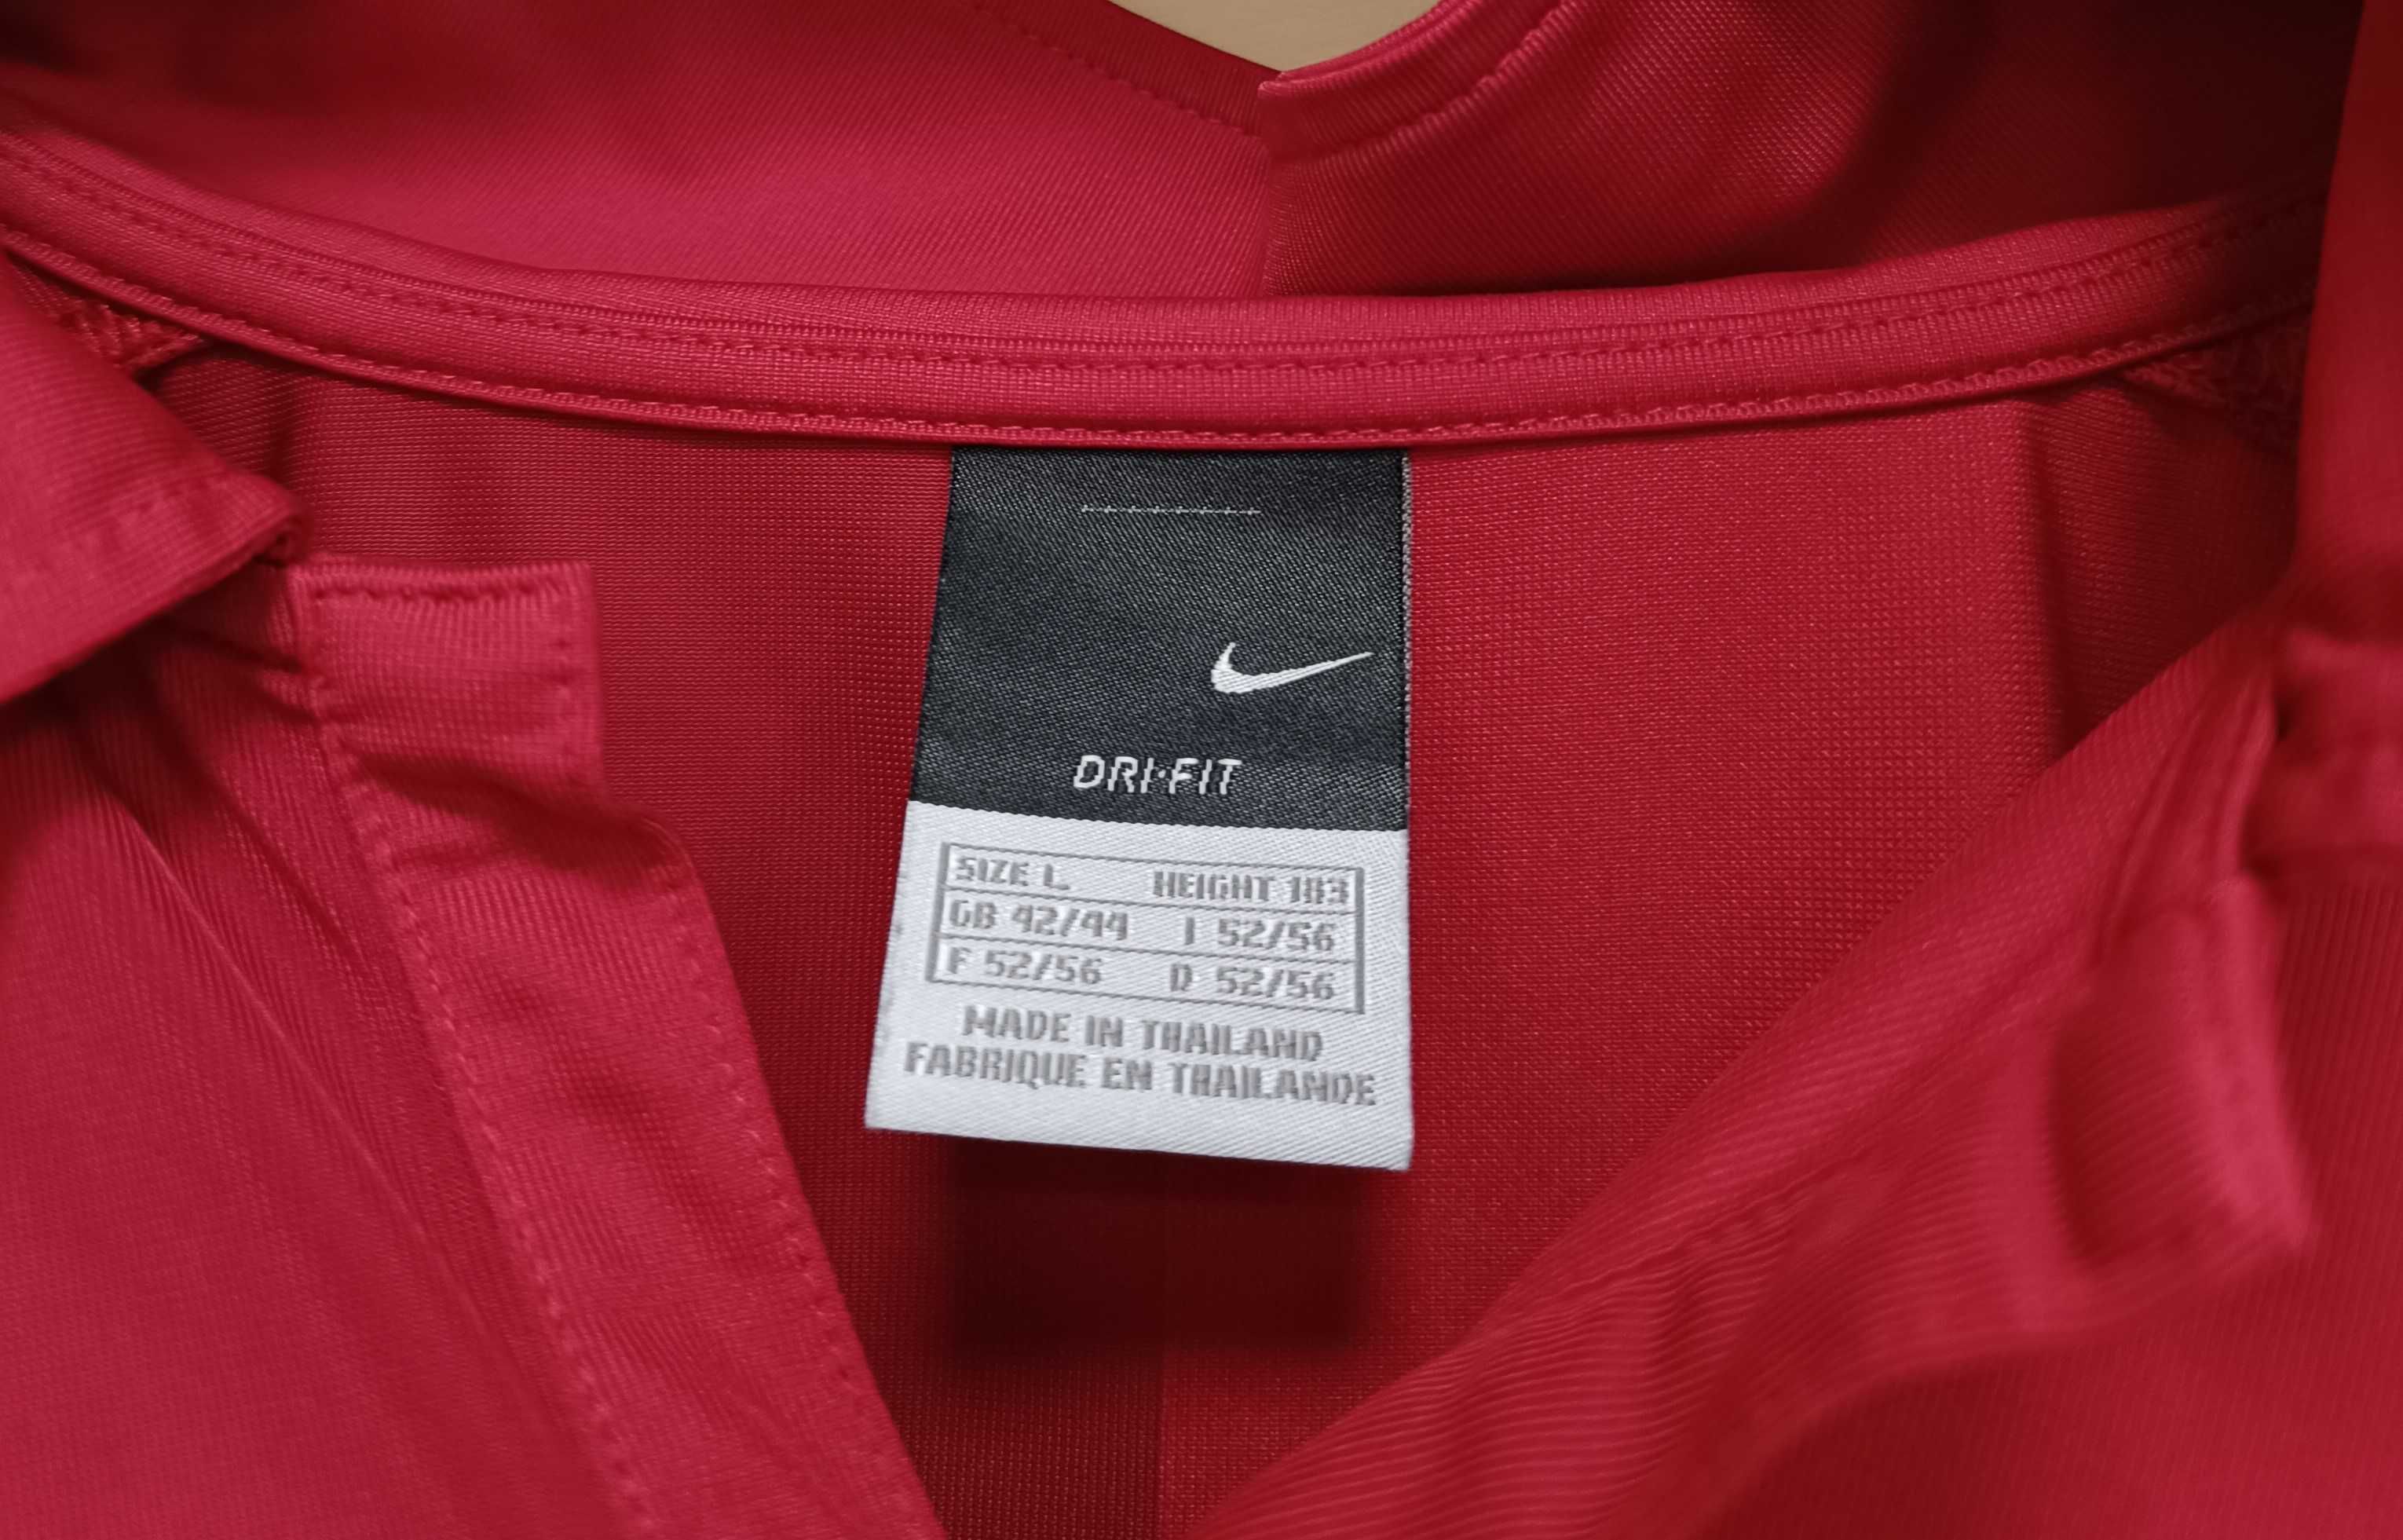 DRI·FIT
SIZE L HEIGHT 183
GB 42/44 I 52/56
F 52/56 D 52/56
MADE IN THAILAND
FABRIQUE EN THAILANDE